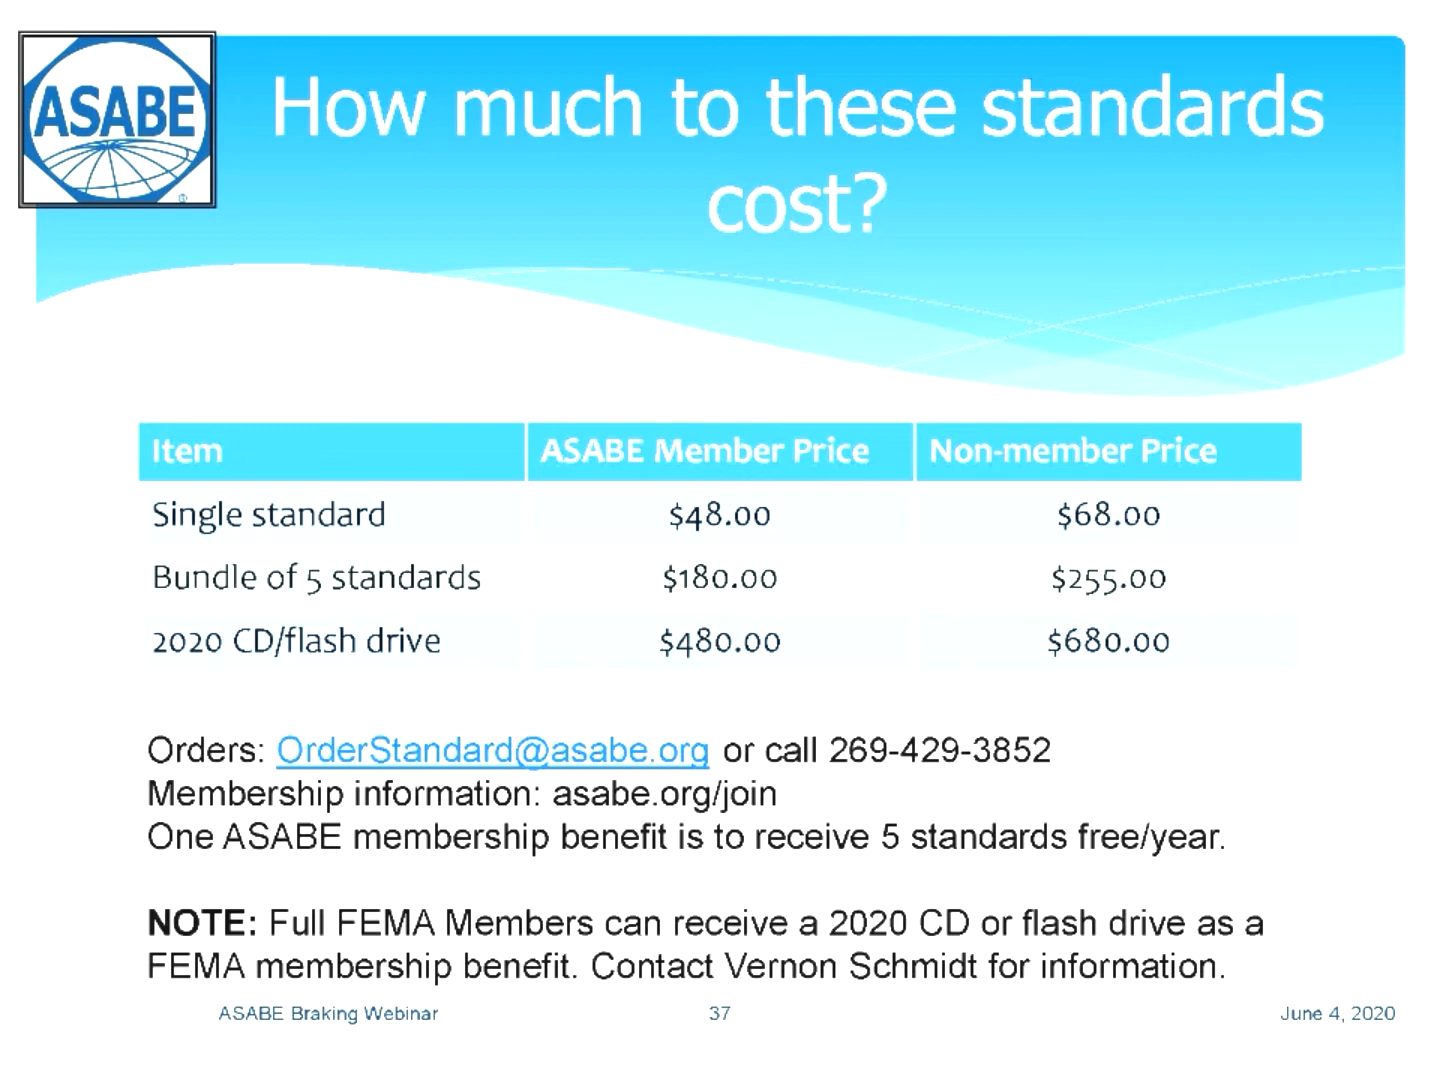 ASABE
How much to these standards
cost?
Item ASABE Member Price Non-member Price
Single standard $48.00 $68.00
Bundle of 5 standards $180.00 $255.00
2020 CD/flash drive $480.00 $680.00
Orders: OrderStandard@asabe.org or call 269-429-3852
Membership information: asabe.org/join
One ASABE membership benefit is to receive 5 standards free/year.
NOTE: Full FEMA Members can receive a 2020 CD or flash drive as a
FEMA membership benefit. Contact Vernon Schmidt for information.
ASABE Braking Webinar 37 June 4, 2020